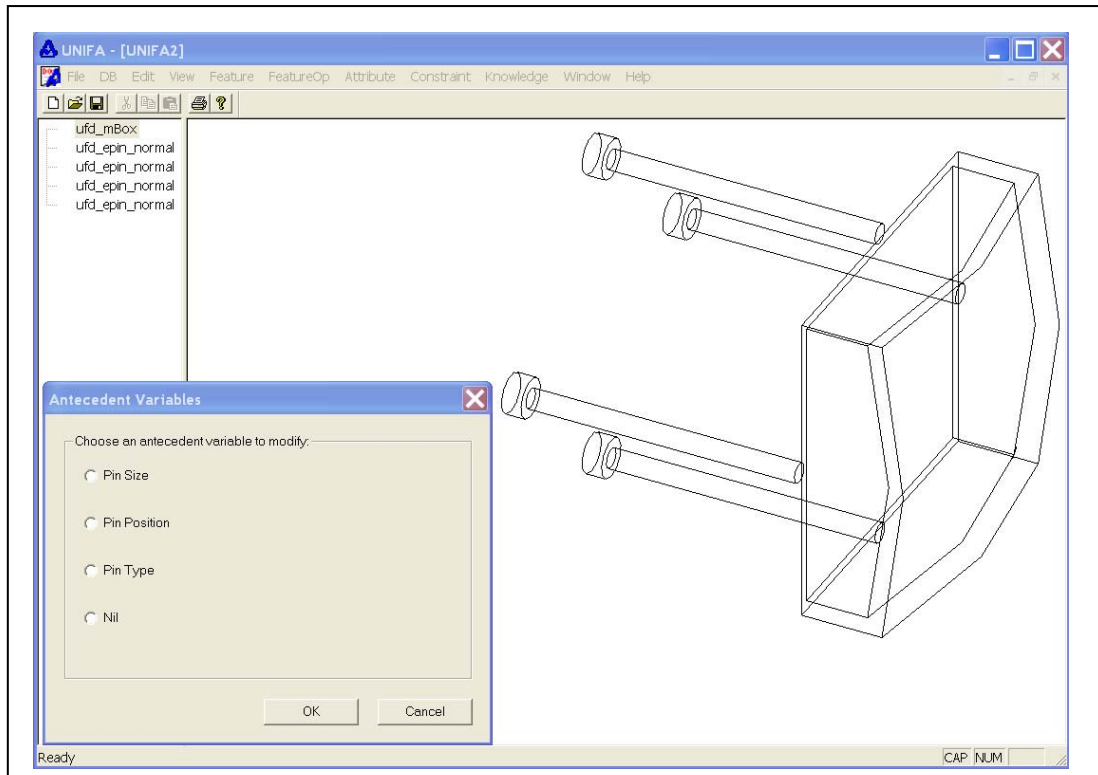 UNIFA - [UNIFA2]
File DB Edit View Feature FeatureOp Attribute Constraint Knowledge Window Help
ufd_mBox
ufd_epin_normal
ufd_epin_normal
ufd_epin_normal
ufd_epin_normal
Antecedent Variables
Choose an antecedent variable to modify:
Pin Size
Pin Position
Pin Type
Nil
OK Cancel
Ready CAP NUM